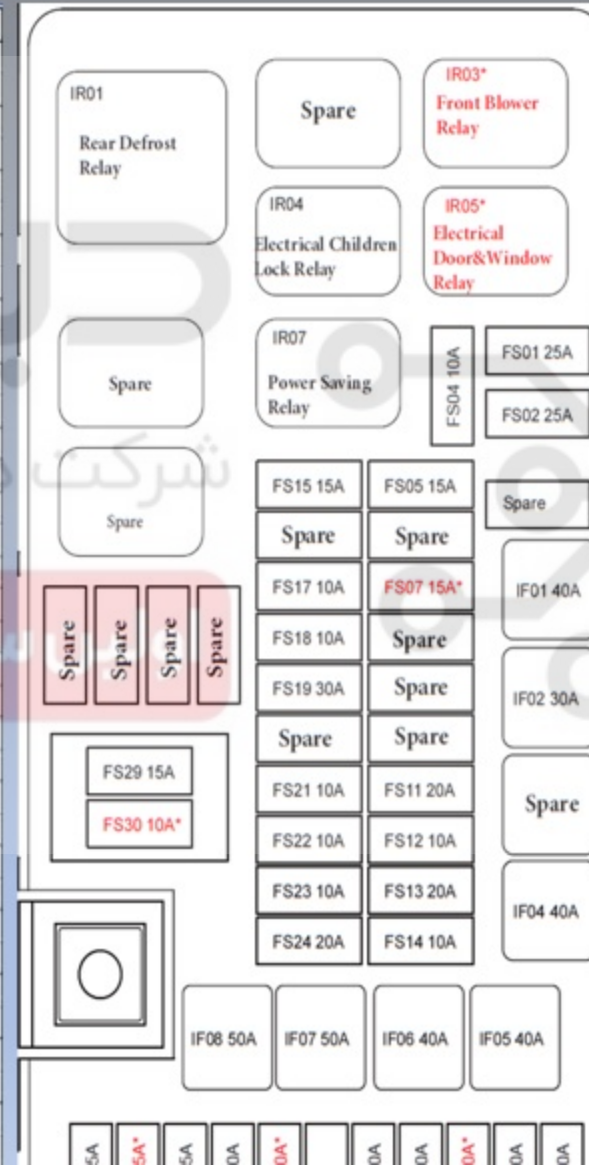 IR01
Rear Defrost
Relay
Spare
IR03*
Front Blower
Relay
IR04
Electrical Children
Lock Relay
IR05*
Electrical
Door&Window
Relay
Spare
IR07
Power Saving
Relay
FS04 10A
FS01 25A
FS02 25A
Spare
شرکت
FS15 15A
FS05 15A
Spare
Spare
Spare
FS17 10A
FS07 15A*
IF01 40A
Spare
Spare
Spare
Spare
FS18 10A
Spare
FS19 30A
Spare
IF02 30A
Spare
Spare
FS29 15A
FS30 10A*
FS21 10A
FS11 20A
Spare
FS22 10A
FS12 10A
FS23 10A
FS13 20A
IF04 40A
FS24 20A
FS14 10A
IF08 50A
IF07 50A
IF06 40A
IF05 40A